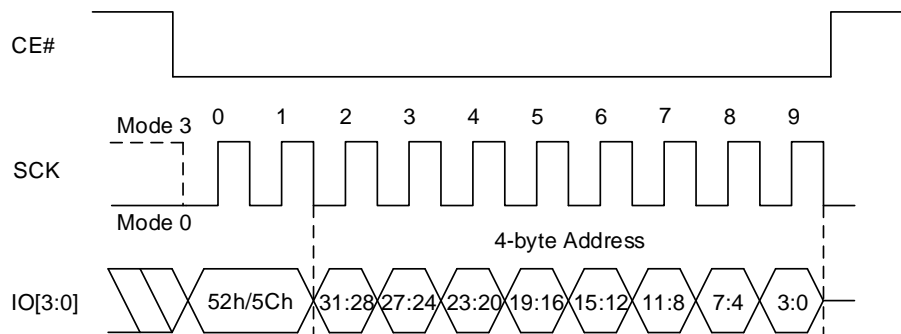 CE#
0 1 2 3 4 5 6 7 8 9
Mode 3
SCK
Mode 0
4-byte Address
IO[3:0] 52h/5Ch 31:28 27:24 23:20 19:16 15:12 11:8 7:4 3:0